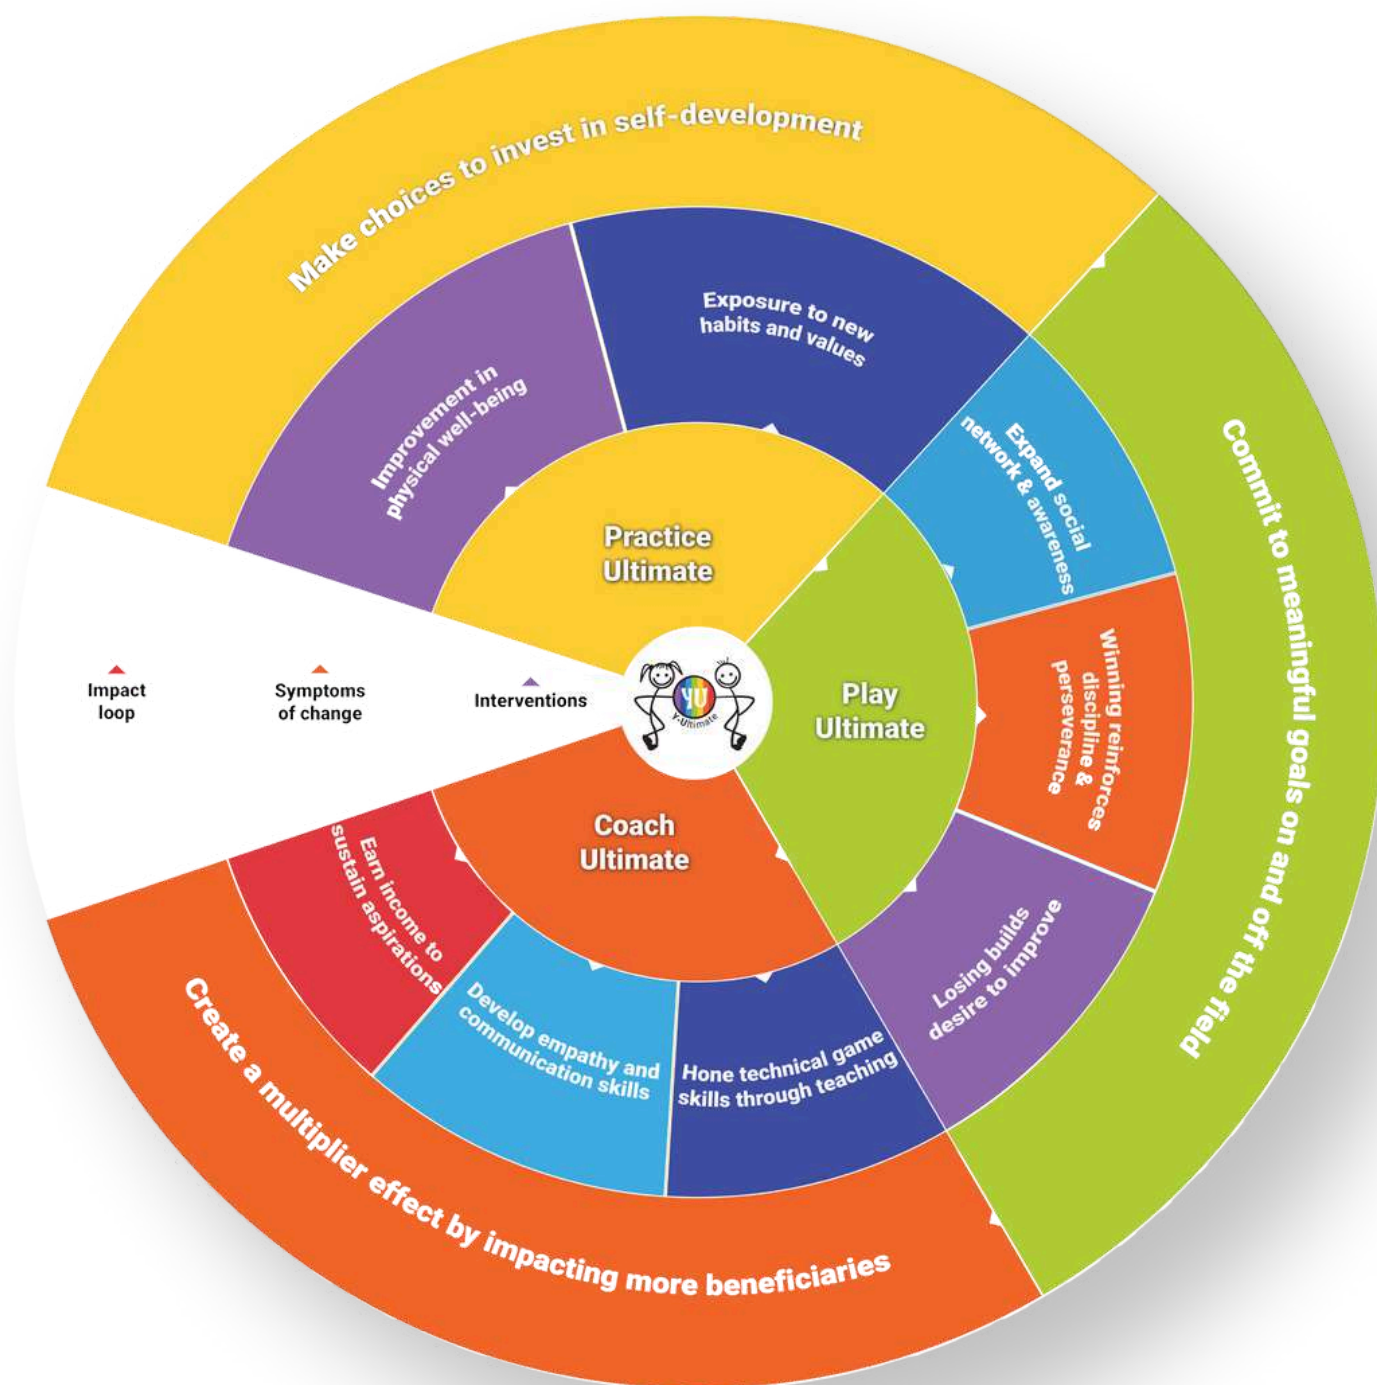 Make choices to invest in self-development
Improvement in
physical well-being
Exposure to new
habits and values
Practice
Ultimate
Expand social
network & awareness
Commit to meaningful goals on and off the field
Winning reinforces
discipline &
perseverance
Play
Ultimate
Losing builds
desire to improve
Impact
loop
Symptoms
of change
Interventions
YU
Y-Ultimate
Coach
Ultimate
Earn income to
sustain aspirations
Develop empathy and
communication skills
Hone technical game
skills through teaching
Create a multiplier effect by impacting more beneficiaries